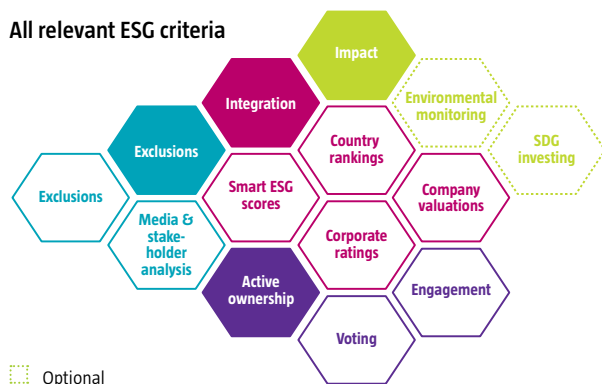 All relevant ESG criteria
Impact
Integration
Environmental
monitoring
Exclusions
Country
rankings
SDG
investing
Exclusions
Smart ESG
scores
Company
valuations
Media &
stake-
holder
analysis
Corporate
ratings
Active
ownership
Engagement
Voting
Optional